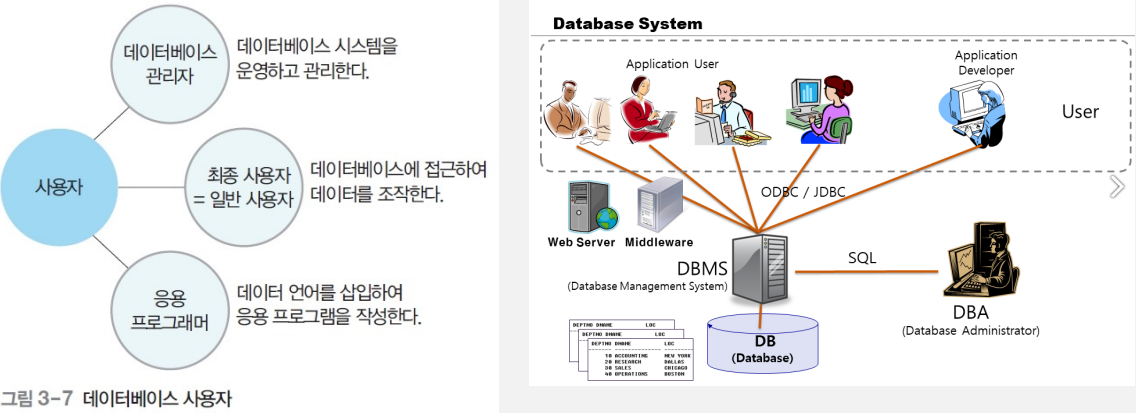 데이터베이스
관리자
데이터베이스 시스템을
운영하고 관리한다.
사용자
최종 사용자
= 일반 사용자
데이터베이스에 접근하여
데이터를 조작한다.
응용
프로그래머
데이터 언어를 삽입하여
응용 프로그램을 작성한다.
그림 3-7 데이터베이스 사용자
Database System
Application User
Application
Developer
User
ODBC / JDBC
Web Server
Middleware
DBMS
(Database Management System)
SQL
DBA
(Database Administrator)
DB
(Database)
DEPTNO DNAME LOC
DEPTNO DNAME LOC
DEPTNO DNAME LOC
10 ACCOUNTING NEW YORK
20 RESEARCH DALLAS
30 SALES CHICAGO
40 OPERATIONS BOSTON